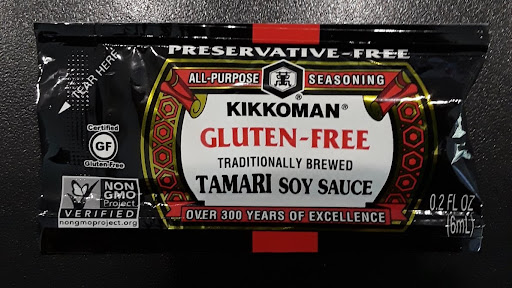 PRESERVATIVE-FREE
TEAR HERE
ALL-PURPOSE SEASONING
KIKKOMAN®
GLUTEN-FREE
TRADITIONALLY BREWED
TAMARI SOY SAUCE
OVER 300 YEARS OF EXCELLENCE
Certified
GF
Gluten-Free
NON
GMO
Project
VERIFIED
nongmoproject.org
0.2 FL OZ
(6mL)